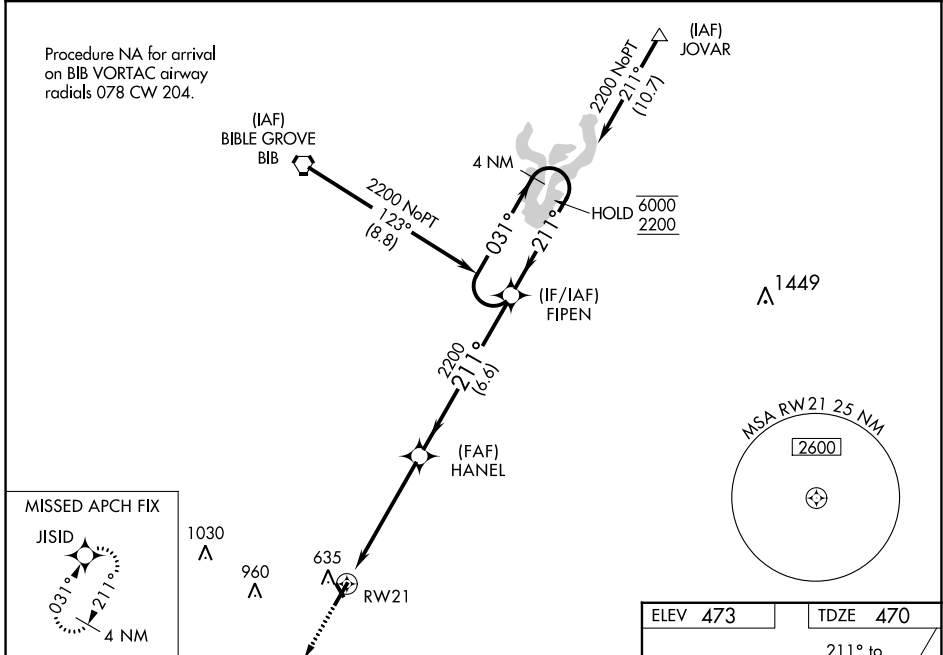 Procedure NA for arrival
on BIB VORTAC airway
radials 078 CW 204.
(IAF)
JOVAR
2200 NoPT
211°
(10.7)
(IAF)
BIBLE GROVE
BIB
2200 NoPT
123°
(8.8)
4 NM
HOLD
6000
2200
031°
211°
(IF/IAF)
FIPEN
1449
2200
211°
(6.6)
MSA RW21 25 NM
2600
(FAF)
HANEL
MISSED APCH FIX
JISID
031°
211°
4 NM
1030
960
635
RW21
ELEV 473
TDZE 470
211° to